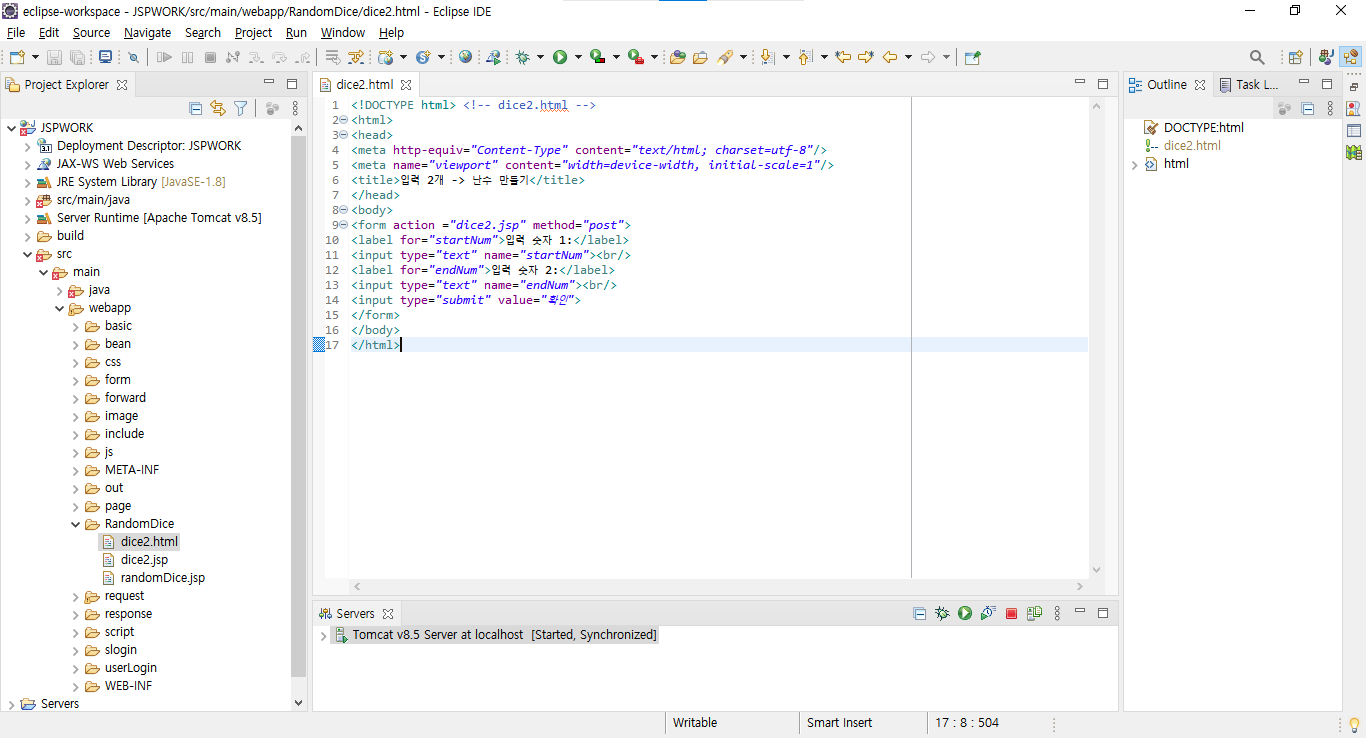 eclipse-workspace - JSPWORK/src/main/webapp/RandomDice/dice2.html - Eclipse IDE
File Edit Source Navigate Search Project Run Window Help
Project Explorer
JSPWORK
Deployment Descriptor: JSPWORK
JAX-WS Web Services
JRE System Library [JavaSE-1.8]
src/main/java
Server Runtime [Apache Tomcat v8.5]
build
src
main
java
webapp
basic
bean
css
form
forward
image
include
js
META-INF
out
page
RandomDice
dice2.html
dice2.jsp
randomDice.jsp
request
response
script
slogin
userLogin
WEB-INF
Servers
dice2.html
1 <!DOCTYPE html> <!-- dice2.html -->
2 <html>
3 <head>
4 <meta http-equiv="Content-Type" content="text/html; charset=utf-8"/>
5 <meta name="viewport" content="width=device-width, initial-scale=1"/>
6 <title>입력 2개 -> 난수 만들기</title>
7 </head>
8 <body>
9 <form action ="dice2.jsp" method="post">
10 <label for="startNum">입력 숫자 1:</label>
11 <input type="text" name="startNum"><br/>
12 <label for="endNum">입력 숫자 2:</label>
13 <input type="text" name="endNum"><br/>
14 <input type="submit" value="확인">
15 </form>
16 </body>
17 </html>
Servers
Tomcat v8.5 Server at localhost [Started, Synchronized]
Outline
Task L...
DOCTYPE:html
dice2.html
html
Writable
Smart Insert
17 : 8 : 504